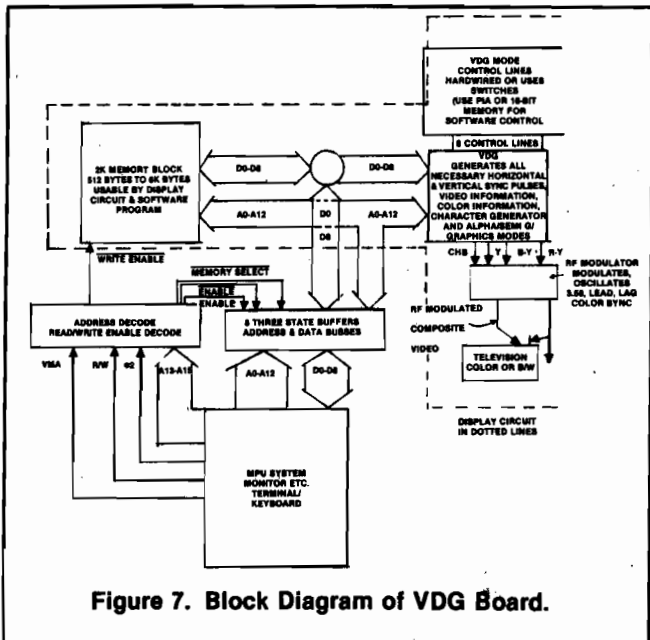 VDG MODE
CONTROL LINES
HARDWIRED OR USES
SWITCHES
(USE PIA OR 16-BIT
MEMORY FOR
SOFTWARE CONTROL
8 CONTROL LINES
2K MEMORY BLOCK
512 BYTES TO 6K BYTES
USABLE BY DISPLAY
CIRCUIT & SOFTWARE
PROGRAM
D0-D8
D0-D8
A0-A12
D0
D8
A0-A12
VDG
GENERATES ALL
NECESSARY HORIZONTAL
& VERTICAL SYNC PULSES,
VIDEO INFORMATION,
COLOR INFORMATION,
CHARACTER GENERATOR
AND ALPHA/SEMI G/
GRAPHICS MODES
CHB
Y
B-Y
R-Y
WRITE ENABLE
MEMORY SELECT
ENABLE
ENABLE
RF MODULATOR
MODULATES,
OSCILLATES
3.58, LEAD, LAG
COLOR SYNC
ADDRESS DECODE
READ/WRITE ENABLE DECODE
5 THREE STATE BUFFERS
ADDRESS & DATA BUSSES
RF MODULATED
COMPOSITE
VIDEO
TELEVISION
COLOR OR B/W
VMA
R/W
Φ2
A13-A15
A0-A12
D0-D8
DISPLAY CIRCUIT
IN DOTTED LINES
MPU SYSTEM
MONITOR ETC.
TERMINAL/
KEYBOARD
Figure 7. Block Diagram of VDG Board.